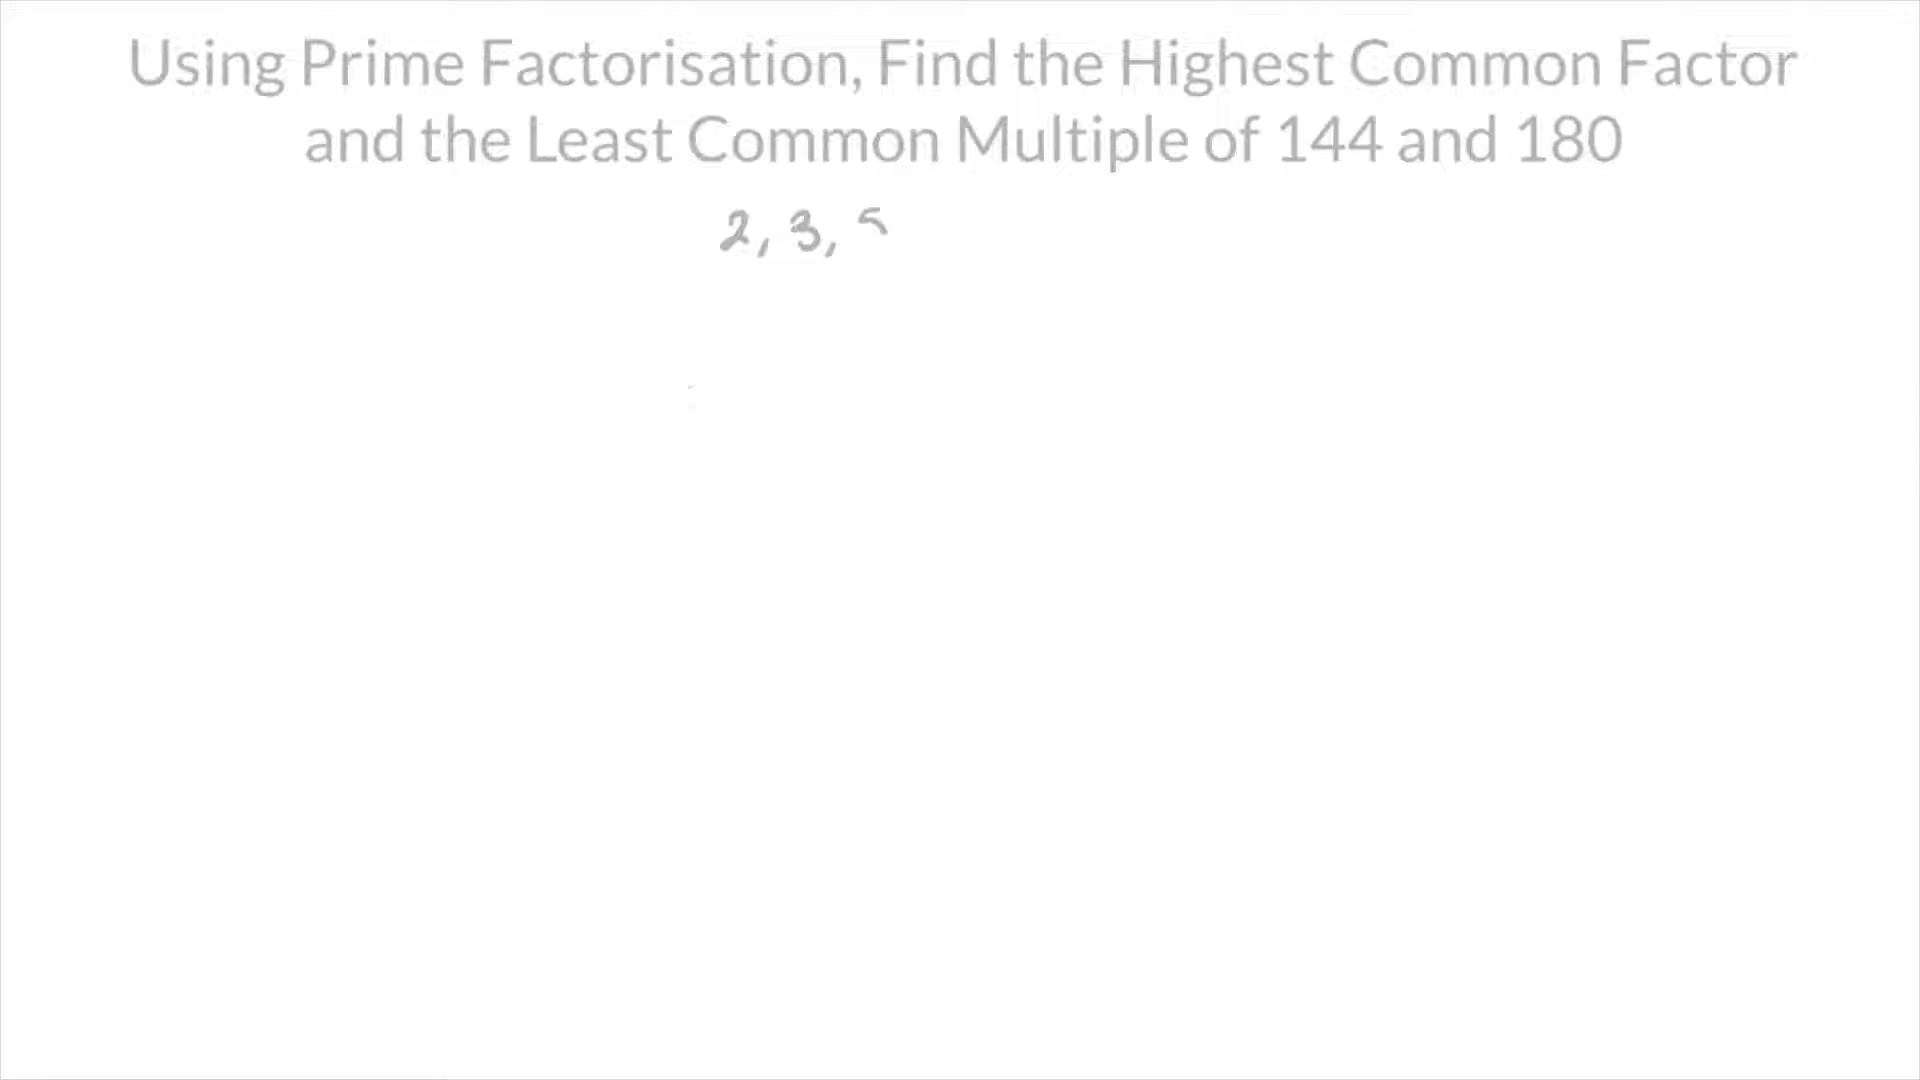 Using Prime Factorisation, Find the Highest Common Factor
and the Least Common Multiple of 144 and 180
2, 3, 5